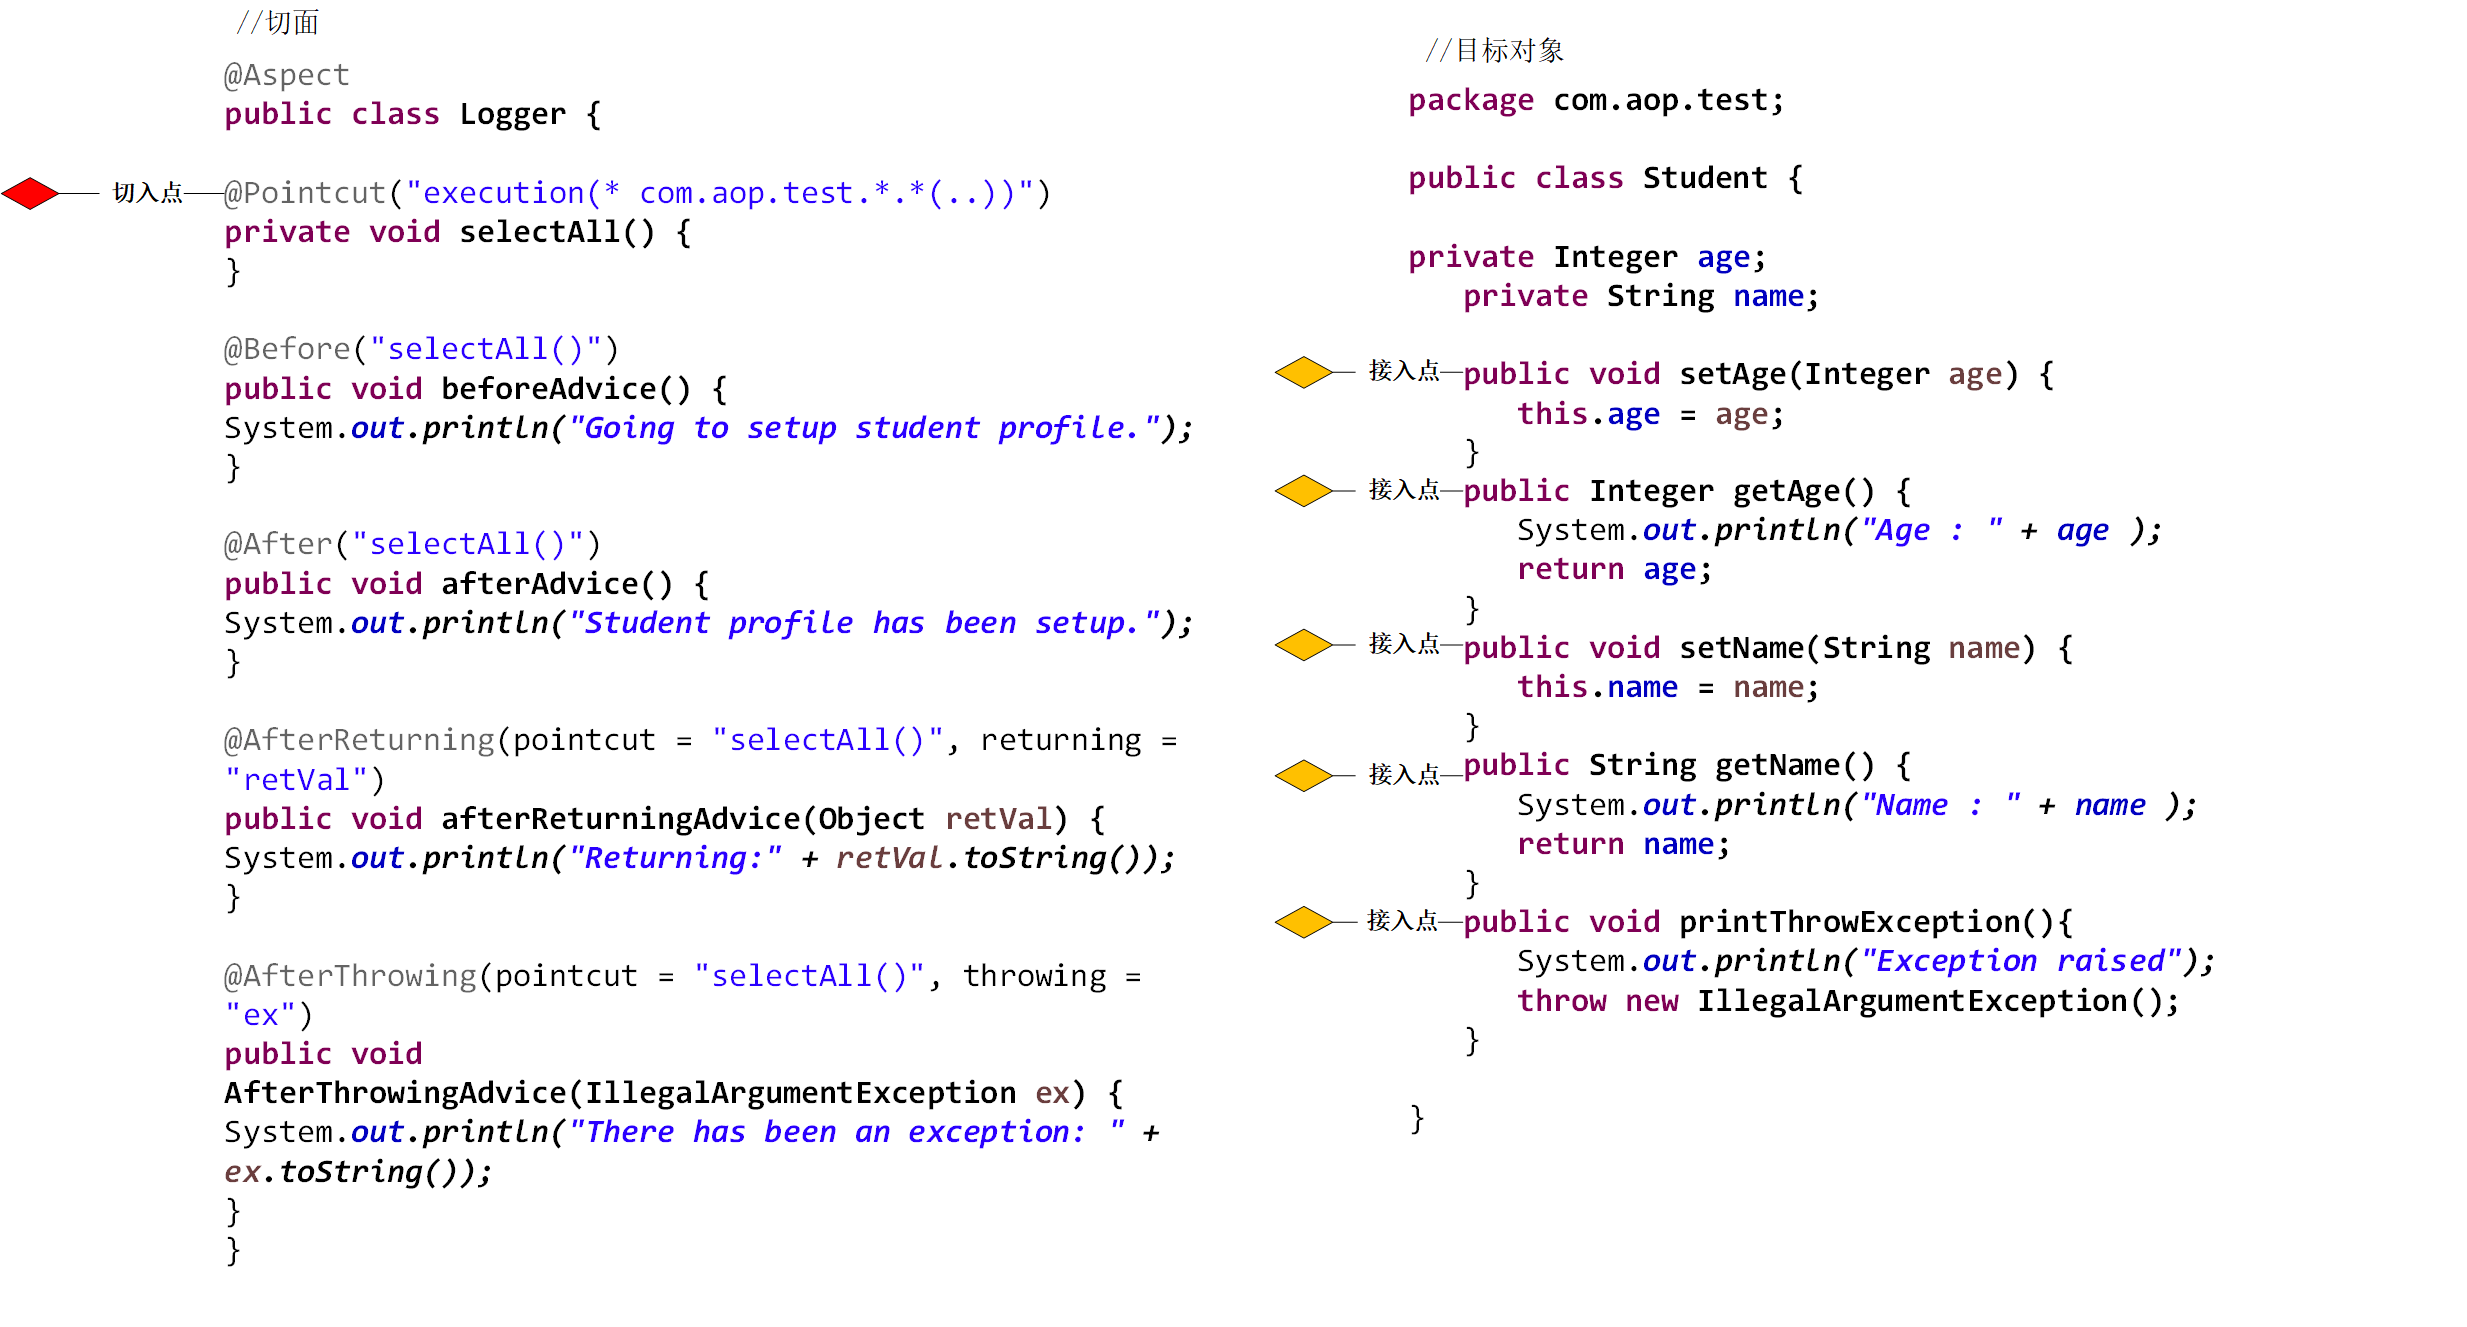 //切面
@Aspect
public class Logger {
切入点
@Pointcut("execution(* com.aop.test.*.*(..))")
private void selectAll() {
}
@Before("selectAll()")
public void beforeAdvice() {
System.out.println("Going to setup student profile.");
}
@After("selectAll()")
public void afterAdvice() {
System.out.println("Student profile has been setup.");
}
@AfterReturning(pointcut = "selectAll()", returning =
"retVal")
public void afterReturningAdvice(Object retVal) {
System.out.println("Returning:" + retVal.toString());
}
@AfterThrowing(pointcut = "selectAll()", throwing =
"ex")
public void
AfterThrowingAdvice(IllegalArgumentException ex) {
System.out.println("There has been an exception: " +
ex.toString());
}
}
//目标对象
package com.aop.test;
public class Student {
private Integer age;
private String name;
接入点
public void setAge(Integer age) {
this.age = age;
}
接入点
public Integer getAge() {
System.out.println("Age : " + age );
return age;
}
接入点
public void setName(String name) {
this.name = name;
}
接入点
public String getName() {
System.out.println("Name : " + name );
return name;
}
接入点
public void printThrowException(){
System.out.println("Exception raised");
throw new IllegalArgumentException();
}
}